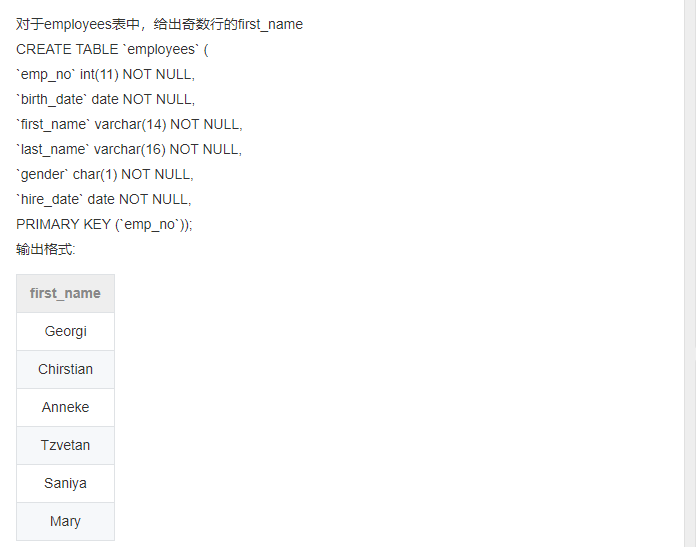 对于employees表中，给出奇数行的first_name
CREATE TABLE `employees` (
`emp_no` int(11) NOT NULL,
`birth_date` date NOT NULL,
`first_name` varchar(14) NOT NULL,
`last_name` varchar(16) NOT NULL,
`gender` char(1) NOT NULL,
`hire_date` date NOT NULL,
PRIMARY KEY (`emp_no`));
输出格式:
first_name
Georgi
Chirstian
Anneke
Tzvetan
Saniya
Mary